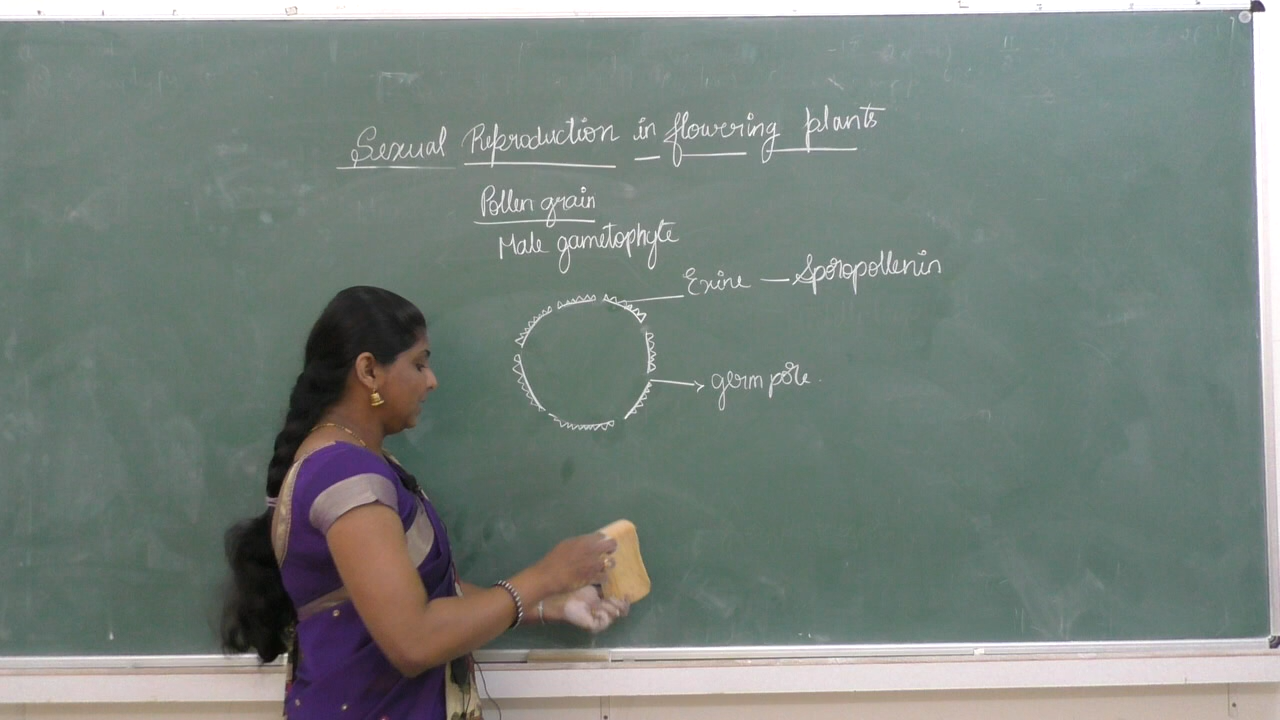 Sexual Reproduction in flowering plants
Pollen grain
Male gametophyte
Exine — Sporopollenin
germ pore